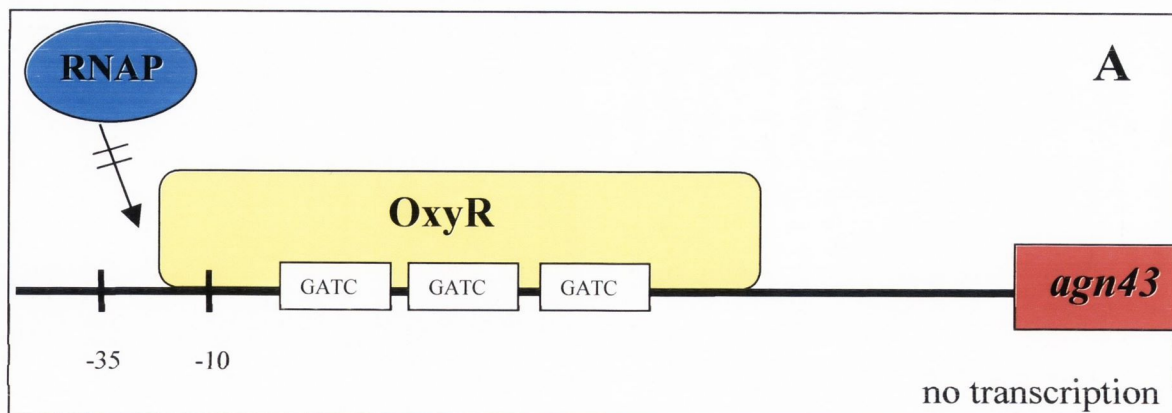 RNAP
A
OxyR
GATC GATC GATC
agn43
-35 -10
no transcription